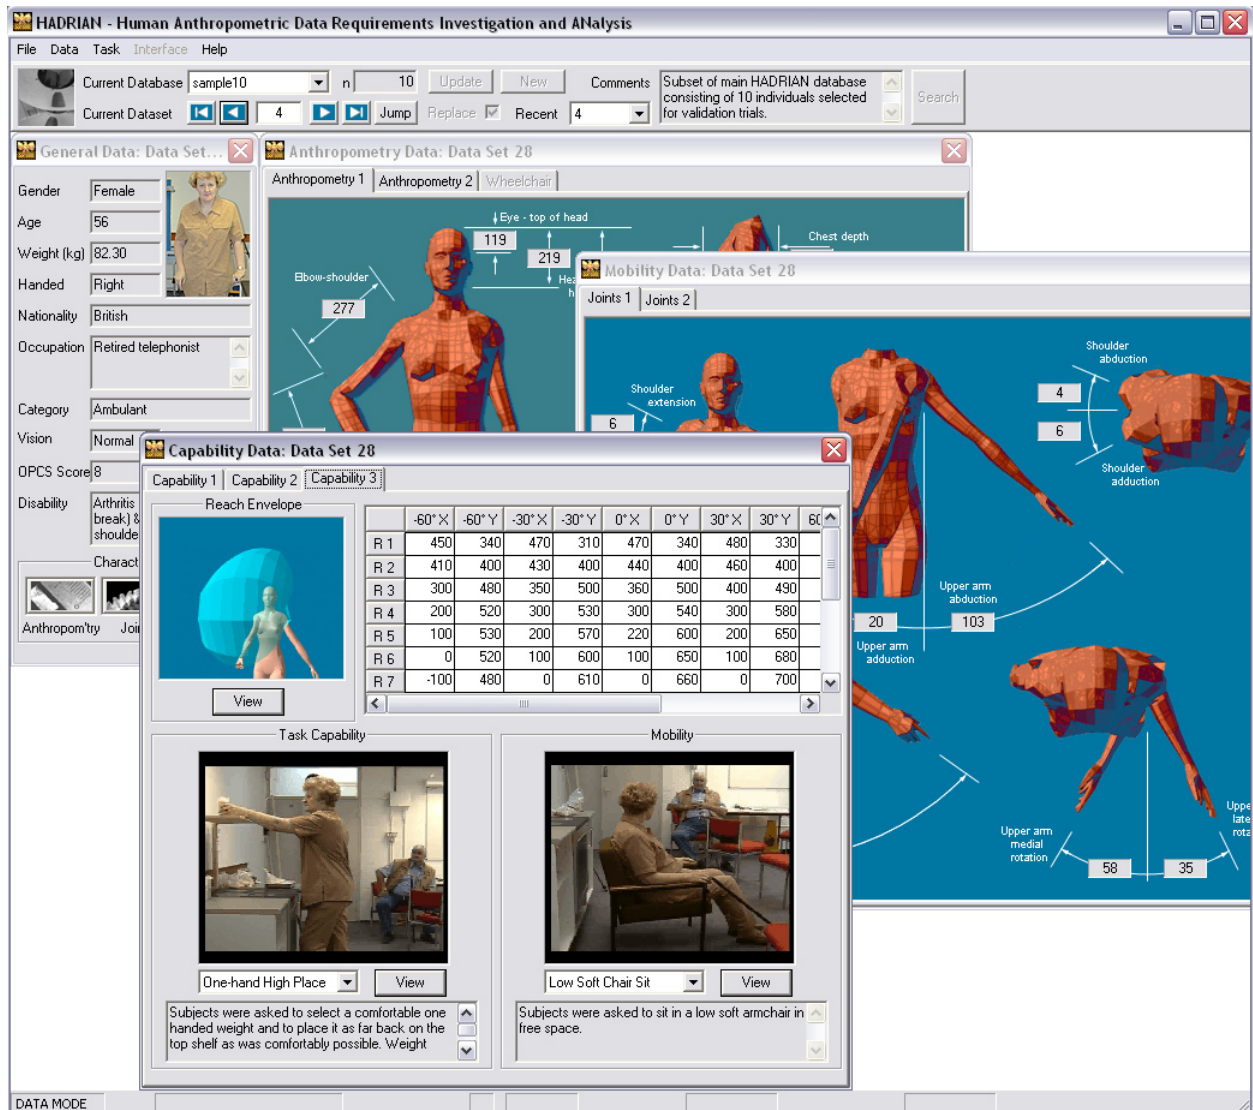 HADRIAN - Human Anthropometric Data Requirements Investigation and ANalysis
File Data Task Interface Help
Current Database sample10 n 10 Update New Comments Subset of main HADRIAN database
consisting of 10 individuals selected
for validation trials.
Search
Current Dataset 4 Jump Replace Recent 4
General Data: Data Set...
Gender Female
Age 56
Weight (kg) 82.30
Handed Right
Nationality British
Occupation Retired telephonist
Category Ambulant
Vision Normal
OPCS Score 8
Disability Arthritis
break) &
shoulde
Charact
Anthropom'try Joi
Anthropometry Data: Data Set 28
Anthropometry 1 Anthropometry 2 Wheelchair
Eye - top of head
119
219
Elbow-shoulder
277
Chest depth
Mobility Data: Data Set 28
Joints 1 Joints 2
Shoulder
extension
6
Shoulder
abduction
4
6
Shoulder
adduction
Upper arm
abduction
20 103
Upper arm
adduction
Upper arm
medial
rotation
58 35
Uppe
late
rota
Capability Data: Data Set 28
Capability 1 Capability 2 Capability 3
Reach Envelope
View
-60° X -60° Y -30° X -30° Y 0° X 0° Y 30° X 30° Y 60
R 1 450 340 470 310 470 340 480 330
R 2 410 400 430 400 440 400 460 400
R 3 300 480 350 500 360 500 400 490
R 4 200 520 300 530 300 540 300 580
R 5 100 530 200 570 220 600 200 650
R 6 0 520 100 600 100 650 100 680
R 7 -100 480 0 610 0 660 0 700
Task Capability
One-hand High Place View
Subjects were asked to select a comfortable one
handed weight and to place it as far back on the
top shelf as was comfortably possible. Weight
Mobility
Low Soft Chair Sit View
Subjects were asked to sit in a low soft armchair in
free space.
DATA MODE